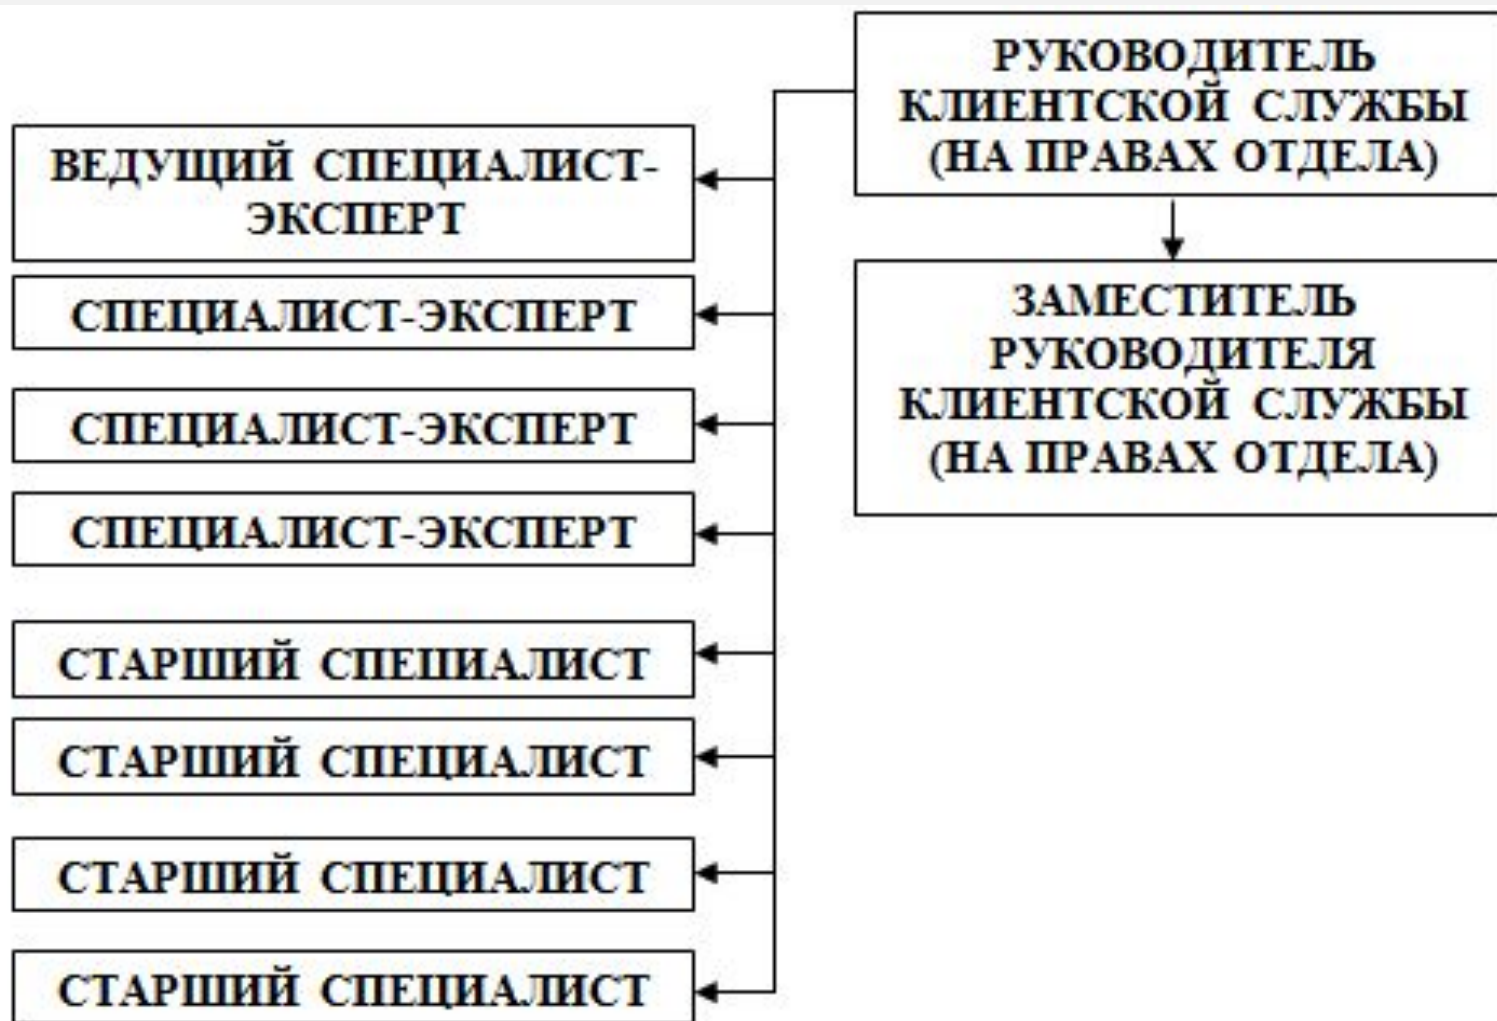 РУКОВОДИТЕЛЬ
КЛИЕНТСКОЙ СЛУЖБЫ
(НА ПРАВАХ ОТДЕЛА)
ЗАМЕСТИТЕЛЬ
РУКОВОДИТЕЛЯ
КЛИЕНТСКОЙ СЛУЖБЫ
(НА ПРАВАХ ОТДЕЛА)
ВЕДУЩИЙ СПЕЦИАЛИСТ-
ЭКСПЕРТ
СПЕЦИАЛИСТ-ЭКСПЕРТ
СПЕЦИАЛИСТ-ЭКСПЕРТ
СПЕЦИАЛИСТ-ЭКСПЕРТ
СТАРШИЙ СПЕЦИАЛИСТ
СТАРШИЙ СПЕЦИАЛИСТ
СТАРШИЙ СПЕЦИАЛИСТ
СТАРШИЙ СПЕЦИАЛИСТ